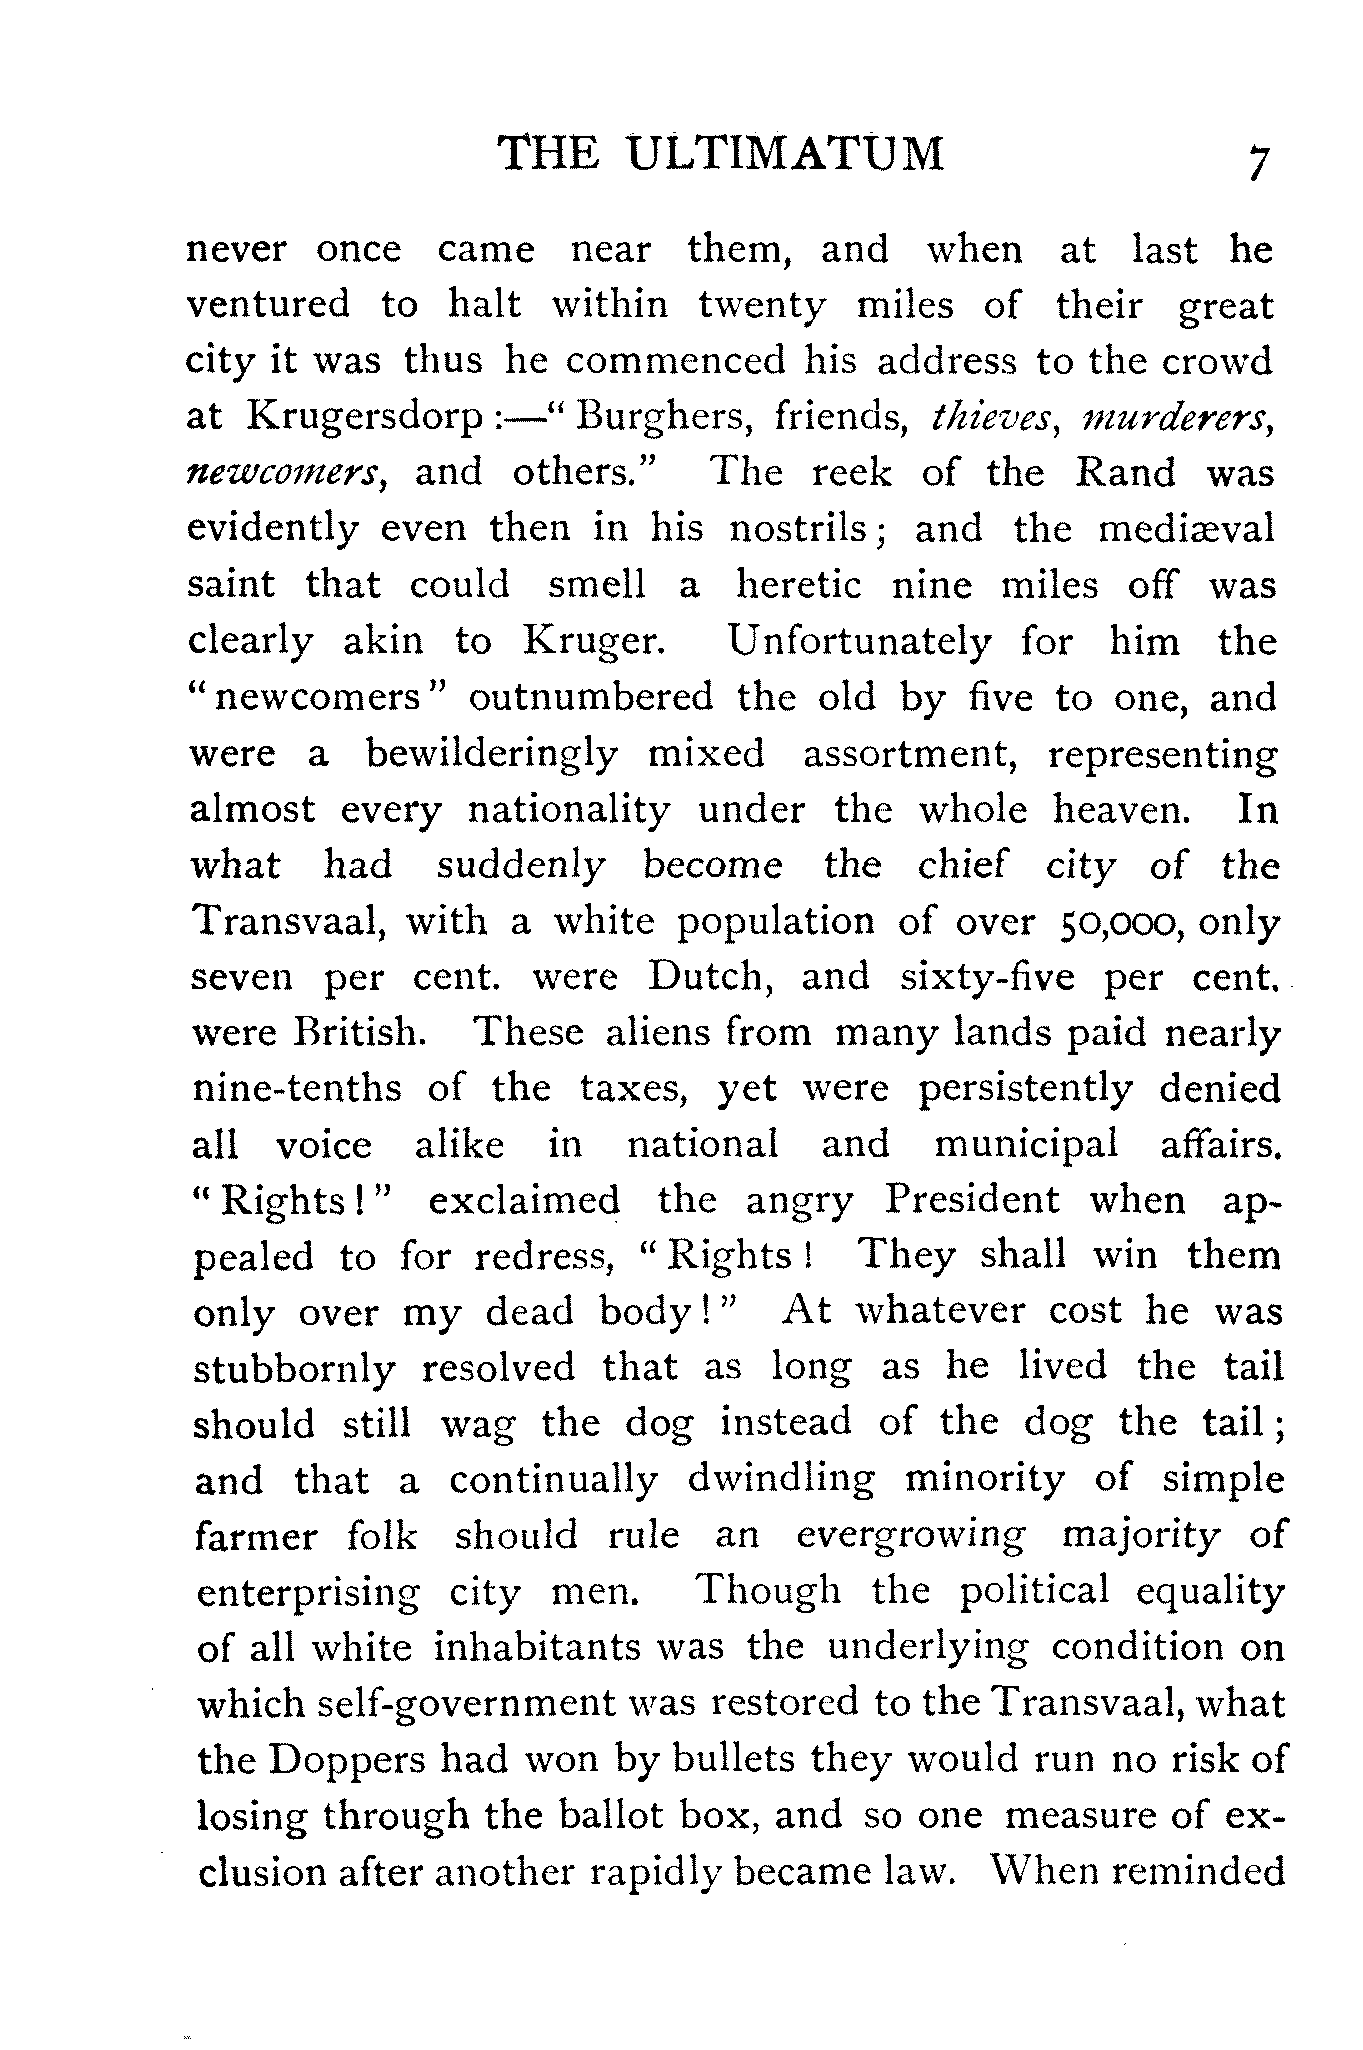 THE ULTIMATUM 7
never once came near them, and when at last he
ventured to halt within twenty miles of their great
city it was thus he commenced his address to the crowd
at Krugersdorp :—“ Burghers, friends, thieves, murderers,
newcomers, and others.” The reek of the Rand was
evidently even then in his nostrils ; and the mediæval
saint that could smell a heretic nine miles off was
clearly akin to Kruger. Unfortunately for him the
“ newcomers ” outnumbered the old by five to one, and
were a bewilderingly mixed assortment, representing
almost every nationality under the whole heaven. In
what had suddenly become the chief city of the
Transvaal, with a white population of over 50,000, only
seven per cent. were Dutch, and sixty-five per cent.
were British. These aliens from many lands paid nearly
nine-tenths of the taxes, yet were persistently denied
all voice alike in national and municipal affairs.
“ Rights ! ” exclaimed the angry President when ap-
pealed to for redress, “ Rights ! They shall win them
only over my dead body ! ” At whatever cost he was
stubbornly resolved that as long as he lived the tail
should still wag the dog instead of the dog the tail ;
and that a continually dwindling minority of simple
farmer folk should rule an evergrowing majority of
enterprising city men. Though the political equality
of all white inhabitants was the underlying condition on
which self-government was restored to the Transvaal, what
the Doppers had won by bullets they would run no risk of
losing through the ballot box, and so one measure of ex-
clusion after another rapidly became law. When reminded